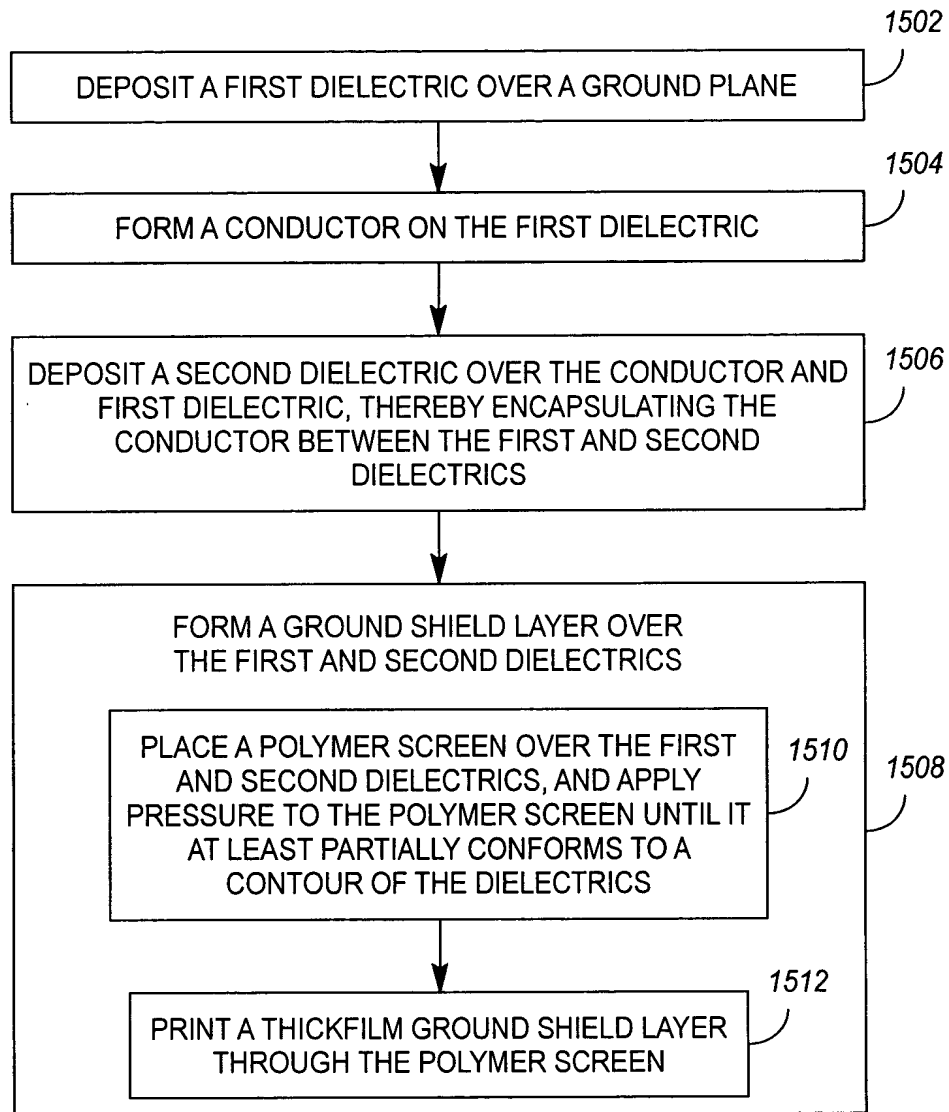 1502
DEPOSIT A FIRST DIELECTRIC OVER A GROUND PLANE
1504
FORM A CONDUCTOR ON THE FIRST DIELECTRIC
1506
DEPOSIT A SECOND DIELECTRIC OVER THE CONDUCTOR AND
FIRST DIELECTRIC, THEREBY ENCAPSULATING THE
CONDUCTOR BETWEEN THE FIRST AND SECOND
DIELECTRICS
FORM A GROUND SHIELD LAYER OVER
THE FIRST AND SECOND DIELECTRICS
1508
PLACE A POLYMER SCREEN OVER THE FIRST
AND SECOND DIELECTRICS, AND APPLY
PRESSURE TO THE POLYMER SCREEN UNTIL IT
AT LEAST PARTIALLY CONFORMS TO A
CONTOUR OF THE DIELECTRICS
1510
1512
PRINT A THICKFILM GROUND SHIELD LAYER
THROUGH THE POLYMER SCREEN